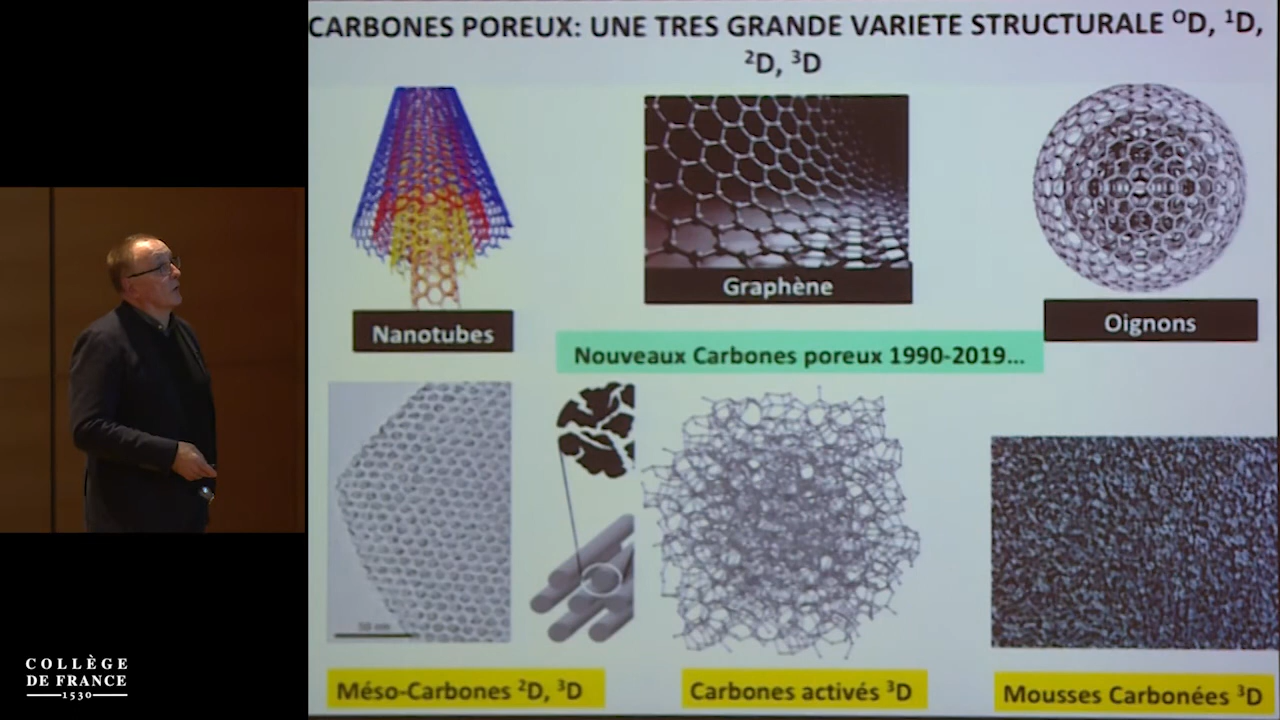 CARBONES POREUX: UNE TRES GRANDE VARIETE STRUCTURALE ⁰D, ¹D,
²D, ³D
Graphène
Nanotubes
Oignons
Nouveaux Carbones poreux 1990-2019...
Méso-Carbones ²D, ³D
Carbones activés ³D
Mousses Carbonées ³D
COLLÈGE
DE FRANCE
1530